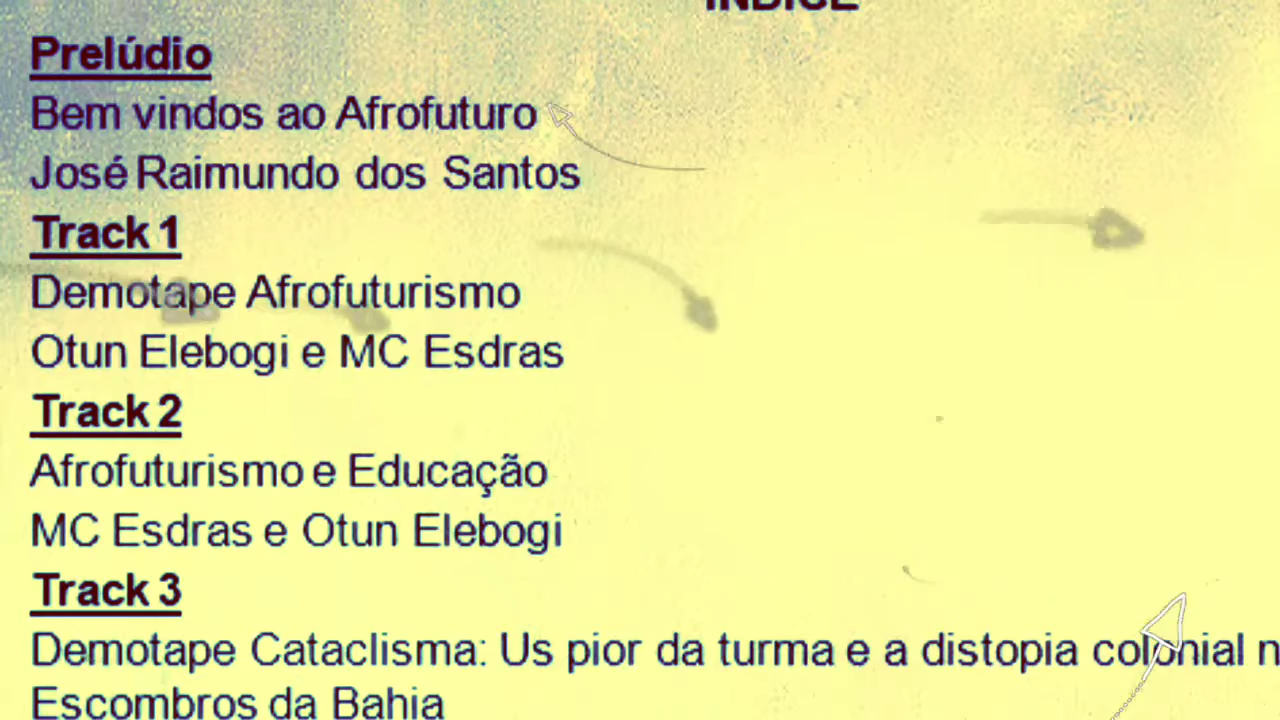 ÍNDICE
Prelúdio
Bem vindos ao Afrofuturo
José Raimundo dos Santos
Track 1
Demotape Afrofuturismo
Otun Elebogi e MC Esdras
Track 2
Afrofuturismo e Educação
MC Esdras e Otun Elebogi
Track 3
Demotape Cataclisma: Us pior da turma e a distopia colonial
Escombros da Bahia